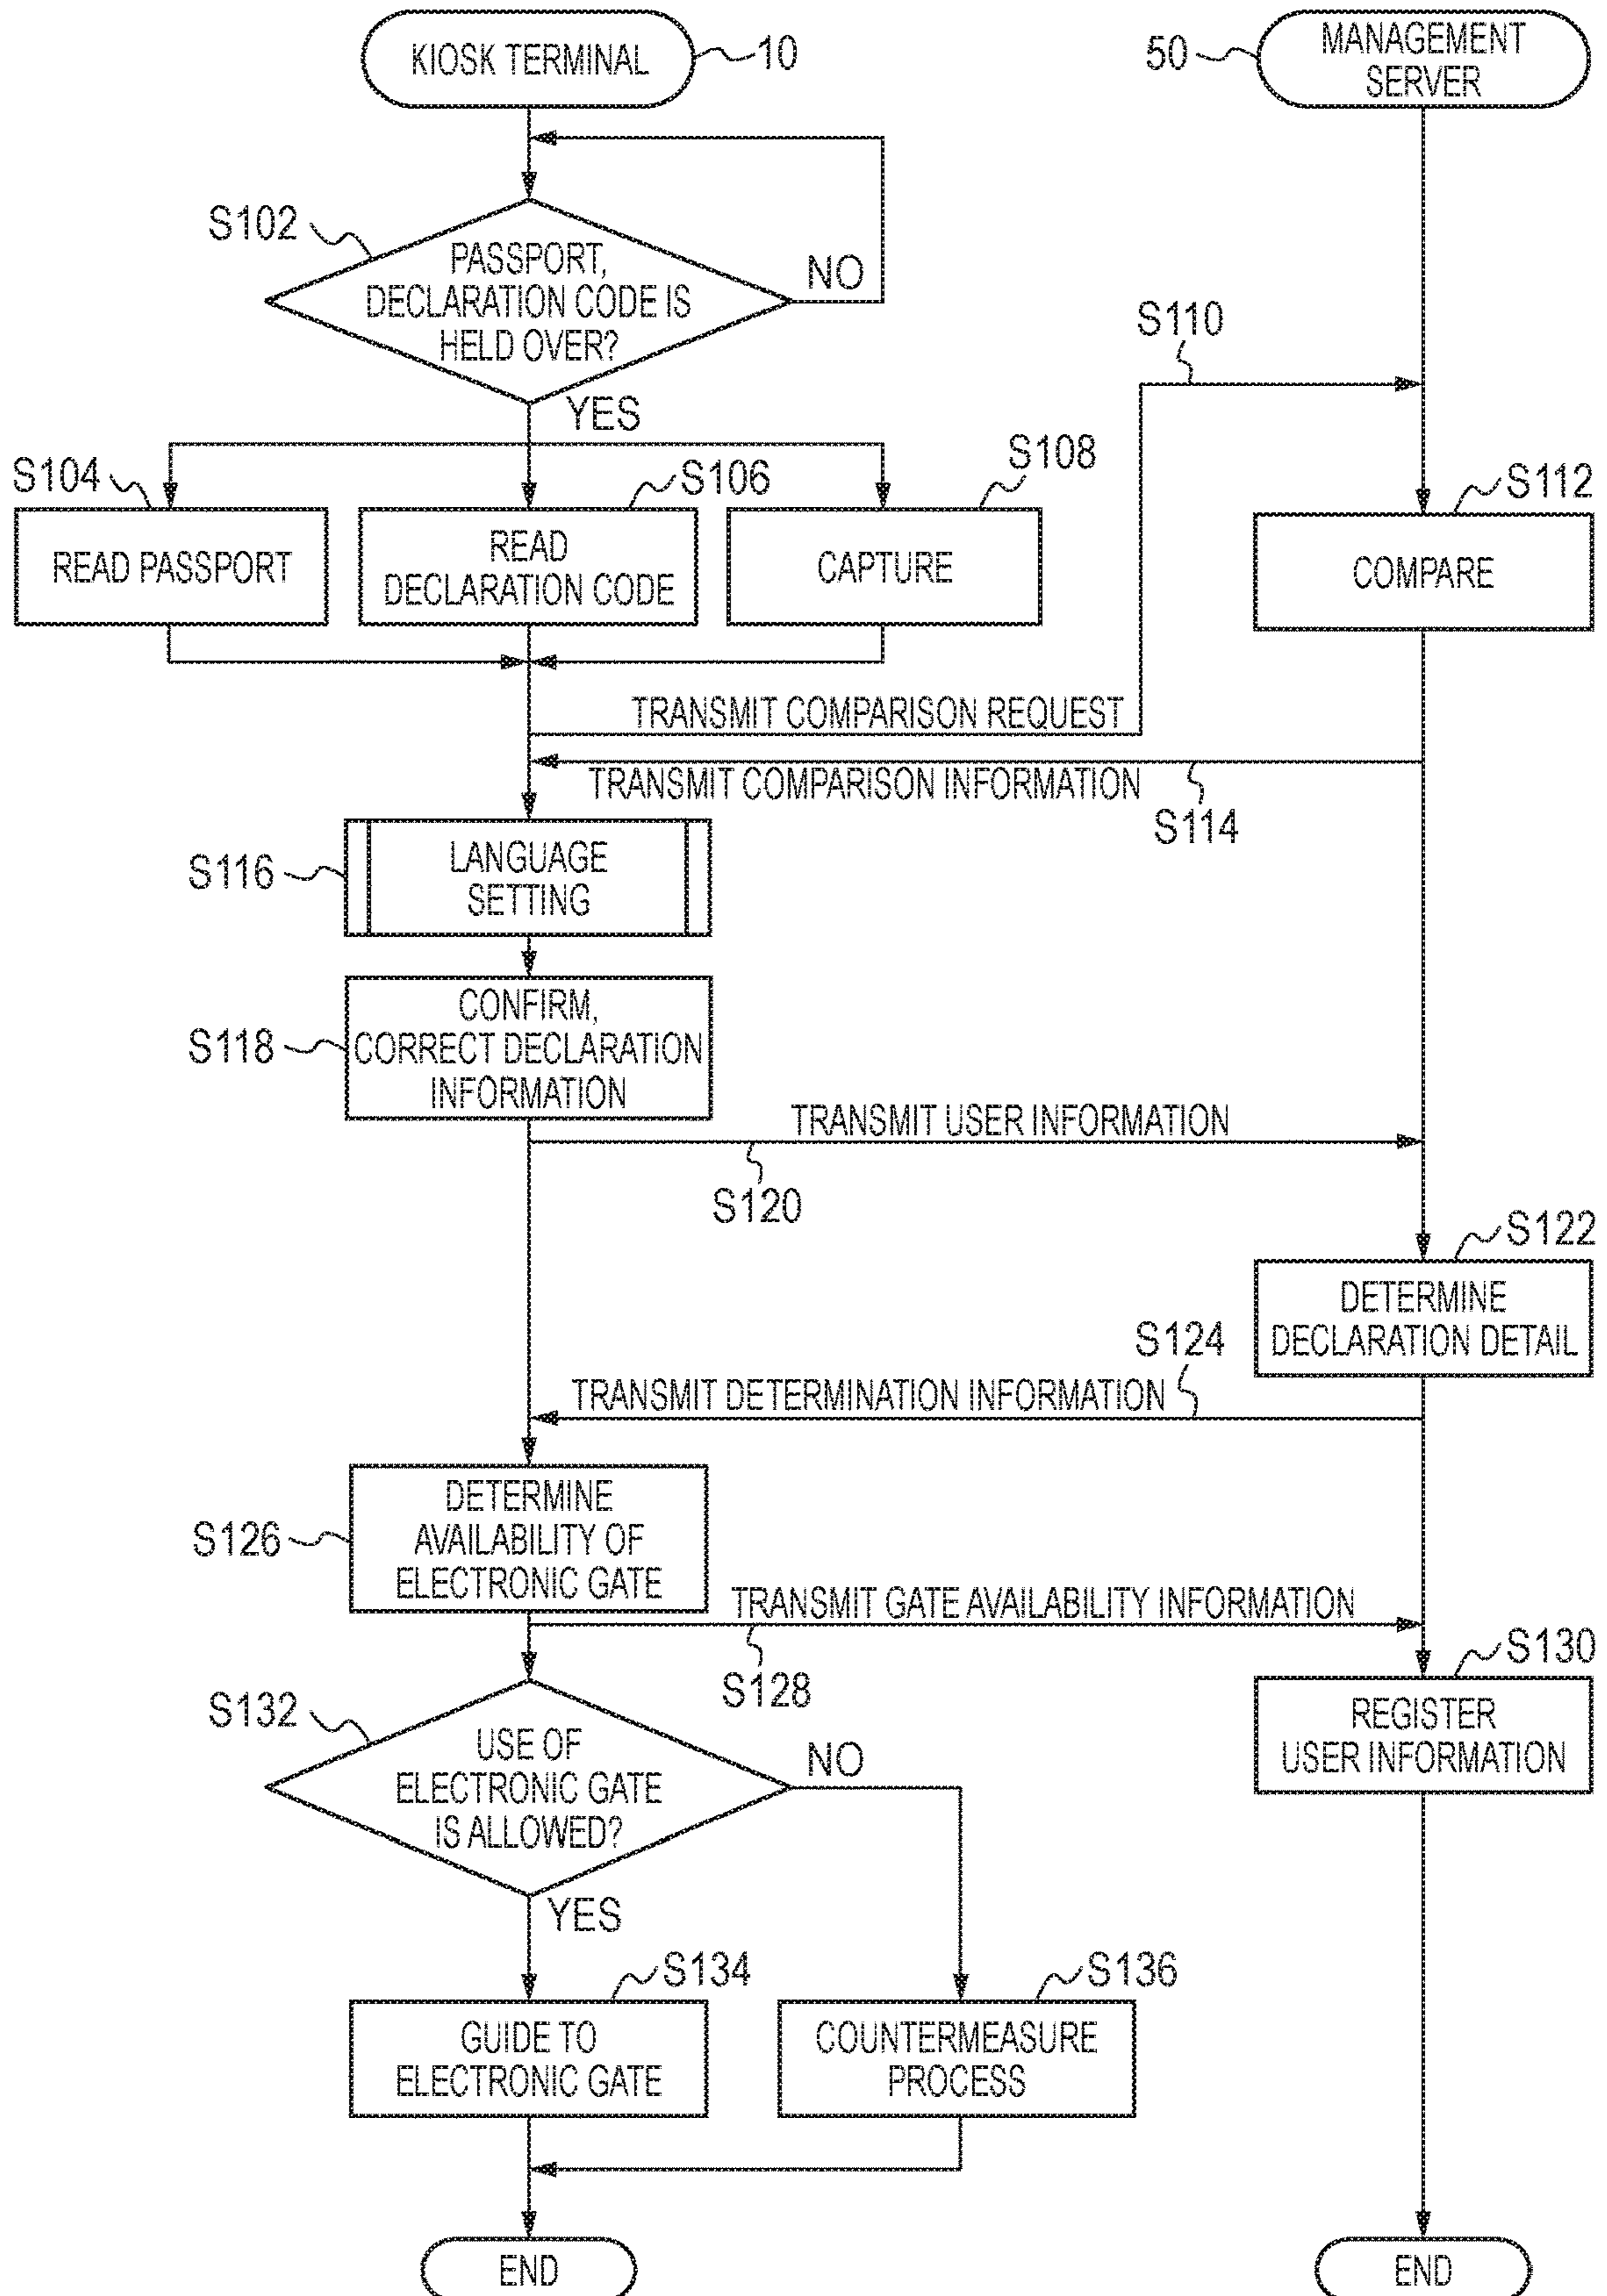 KIOSK TERMINAL
10
50
MANAGEMENT
SERVER
S102
PASSPORT,
DECLARATION CODE IS
HELD OVER?
NO
YES
S110
S104
READ PASSPORT
S106
READ
DECLARATION CODE
S108
CAPTURE
S112
COMPARE
TRANSMIT COMPARISON REQUEST
TRANSMIT COMPARISON INFORMATION
S114
S116
LANGUAGE
SETTING
S118
CONFIRM,
CORRECT DECLARATION
INFORMATION
TRANSMIT USER INFORMATION
S120
S122
DETERMINE
DECLARATION DETAIL
S124
TRANSMIT DETERMINATION INFORMATION
S126
DETERMINE
AVAILABILITY OF
ELECTRONIC GATE
TRANSMIT GATE AVAILABILITY INFORMATION
S128
S130
REGISTER
USER INFORMATION
S132
USE OF
ELECTRONIC GATE
IS ALLOWED?
NO
YES
S134
GUIDE TO
ELECTRONIC GATE
S136
COUNTERMEASURE
PROCESS
END
END